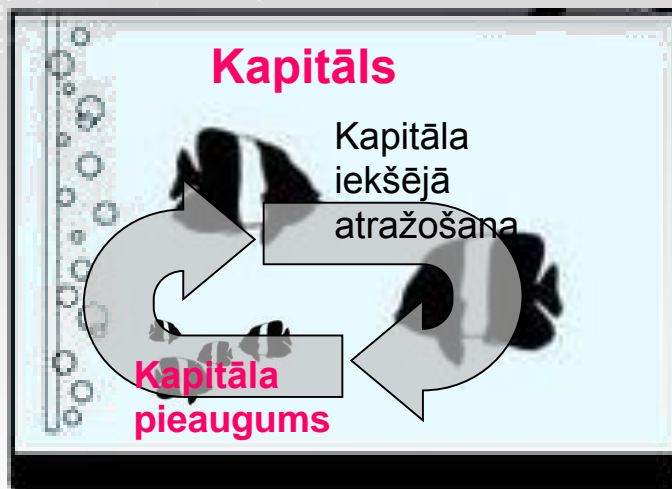 Kapitāls
Kapitāla
iekšējā
atražošana
Kapitāla
pieaugums